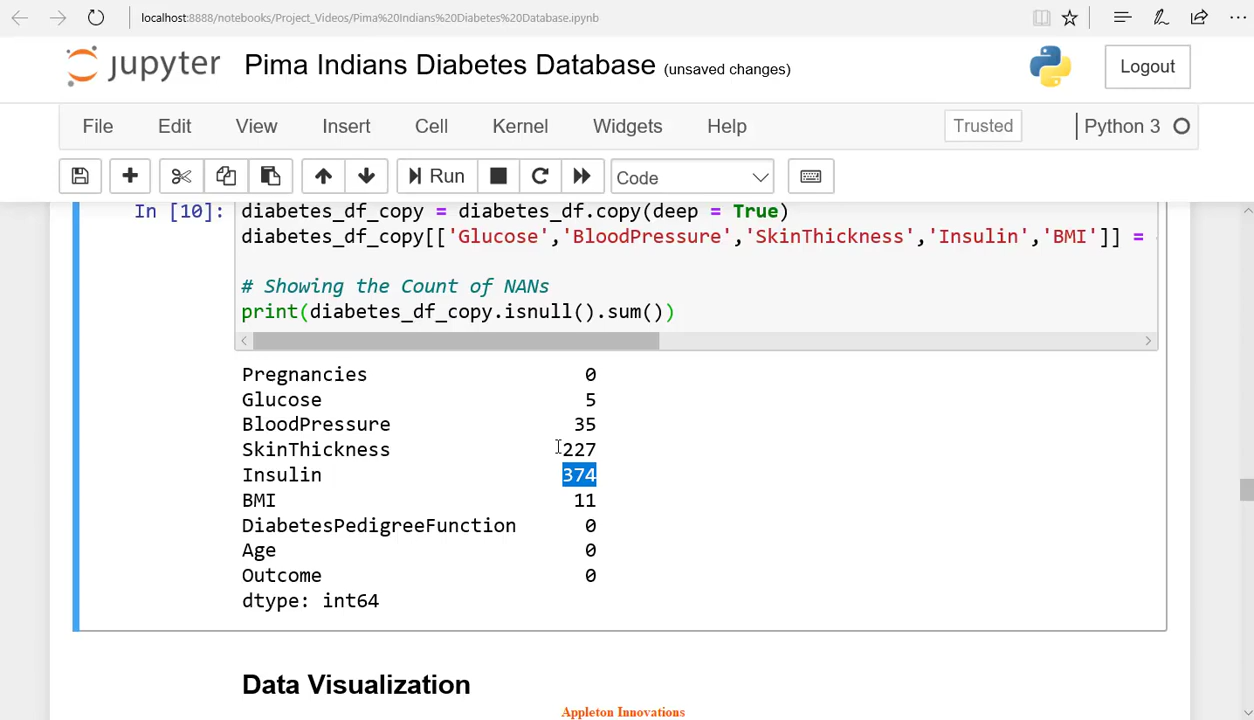 localhost:8888/notebooks/Project_Videos/Pima%20Indians%20Diabetes%20Database.ipynb
jupyter Pima Indians Diabetes Database (unsaved changes) Logout
File Edit View Insert Cell Kernel Widgets Help Trusted Python 3
Run Code
In [10]: diabetes_df_copy = diabetes_df.copy(deep = True)
diabetes_df_copy[['Glucose','BloodPressure','SkinThickness','Insulin','BMI']] =
# Showing the Count of NANs
print(diabetes_df_copy.isnull().sum())
Pregnancies 0
Glucose 5
BloodPressure 35
SkinThickness 227
Insulin 374
BMI 11
DiabetesPedigreeFunction 0
Age 0
Outcome 0
dtype: int64
Data Visualization
Appleton Innovations